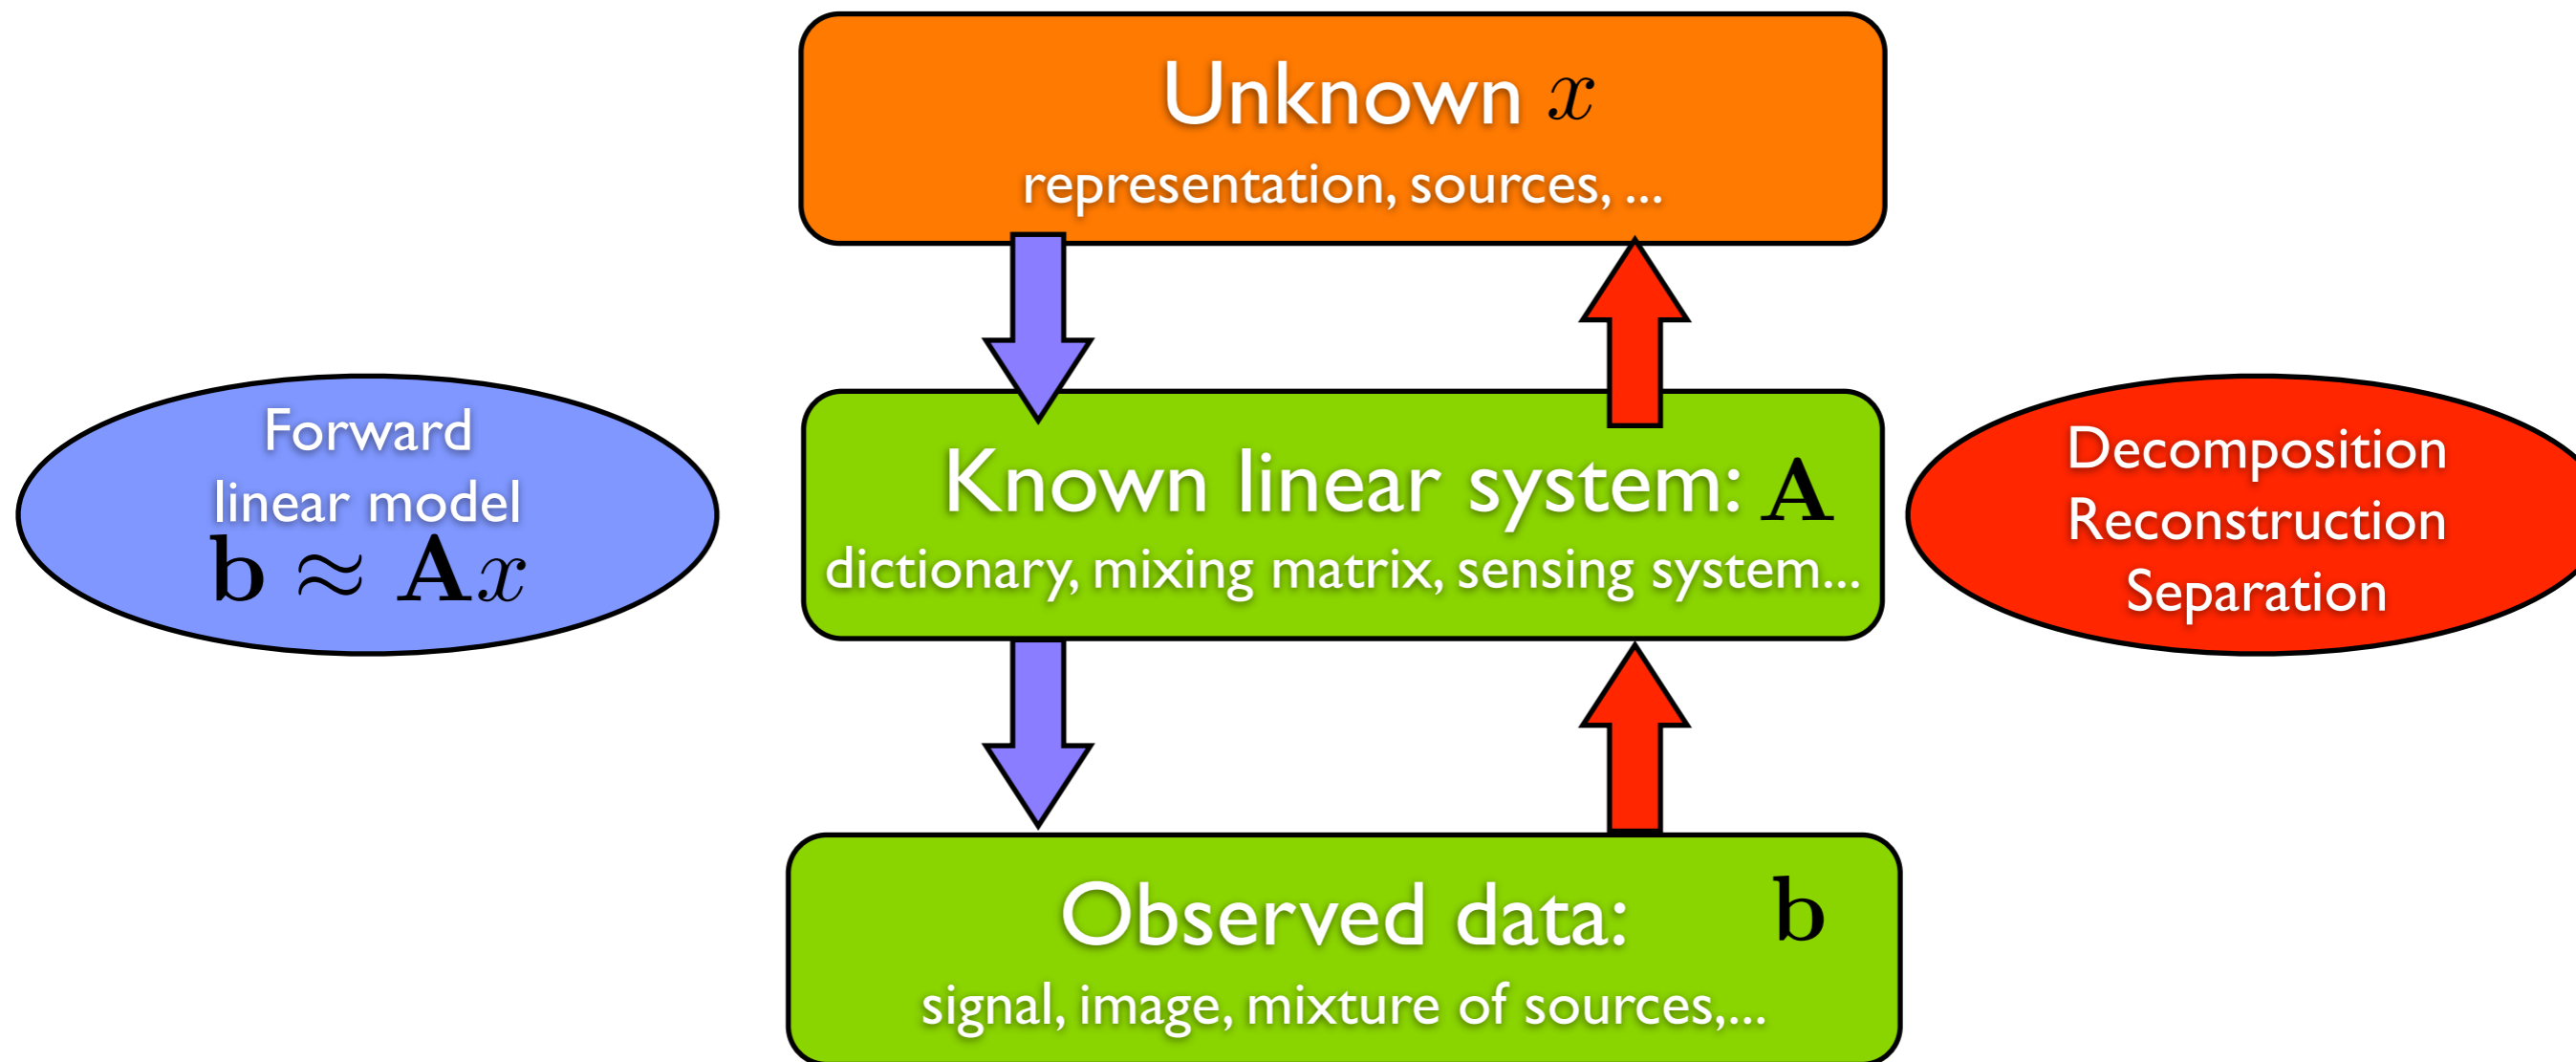 Unknown x
representation, sources, ...
Forward
linear model
b ≈ Ax
Known linear system: A
dictionary, mixing matrix, sensing system...
Decomposition
Reconstruction
Separation
Observed data: b
signal, image, mixture of sources,...